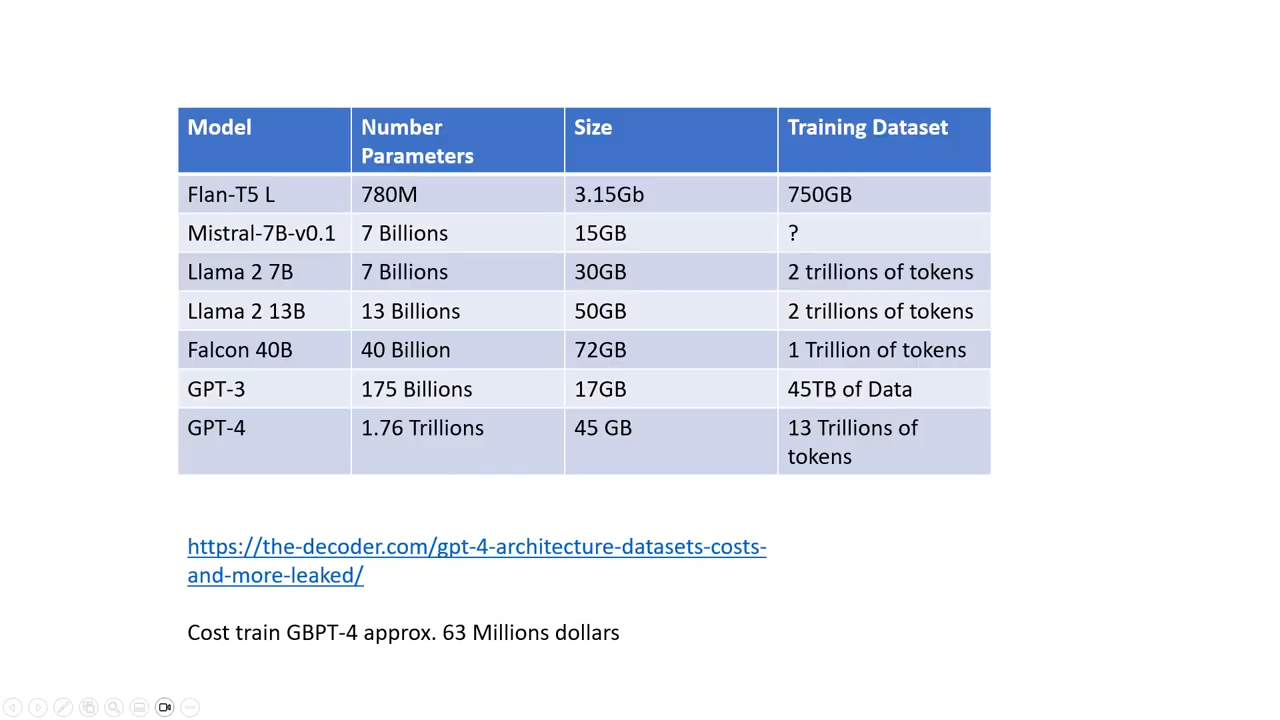 Model Number Parameters Size Training Dataset
Flan-T5 L 780M 3.15Gb 750GB
Mistral-7B-v0.1 7 Billions 15GB ?
Llama 2 7B 7 Billions 30GB 2 trillions of tokens
Llama 2 13B 13 Billions 50GB 2 trillions of tokens
Falcon 40B 40 Billion 72GB 1 Trillion of tokens
GPT-3 175 Billions 17GB 45TB of Data
GPT-4 1.76 Trillions 45 GB 13 Trillions of tokens
https://the-decoder.com/gpt-4-architecture-datasets-costs-
and-more-leaked/
Cost train GBPT-4 approx. 63 Millions dollars